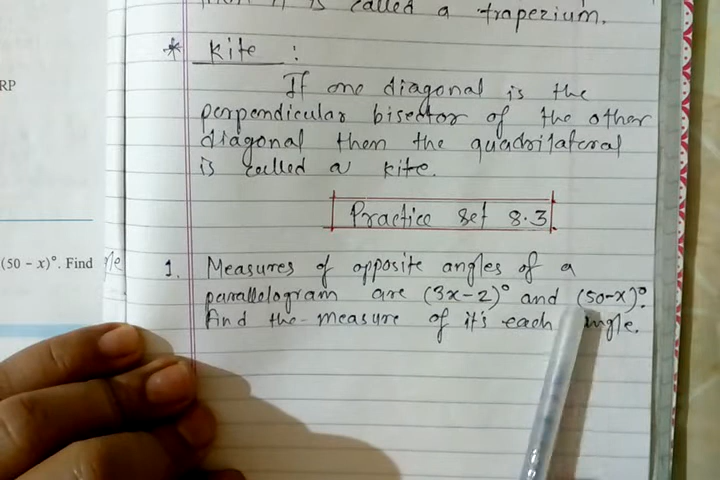 is called a trapezium.
* Kite :
If one diagonal is the
perpendicular bisector of the other
diagonal then the quadrilateral
is called a kite.
Practice set 8.3
1. Measures of opposite angles of a
parallelogram are (3x-2)° and (50-x)°.
find the measure of it's each angle.
RP
(50 – x)°. Find